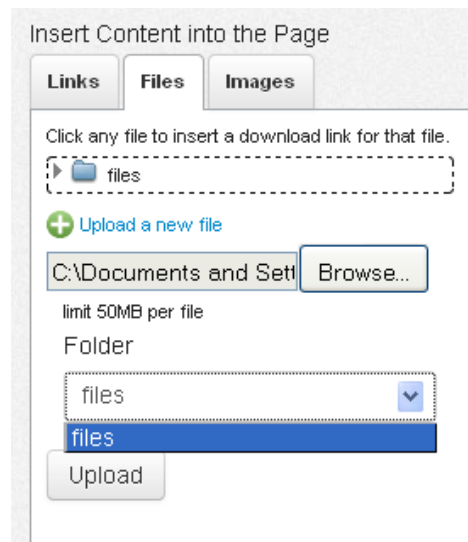 Insert Content into the Page
Links Files Images
Click any file to insert a download link for that file.
files
Upload a new file
C:\Documents and Sett Browse...
limit 50MB per file
Folder
files
files
Upload